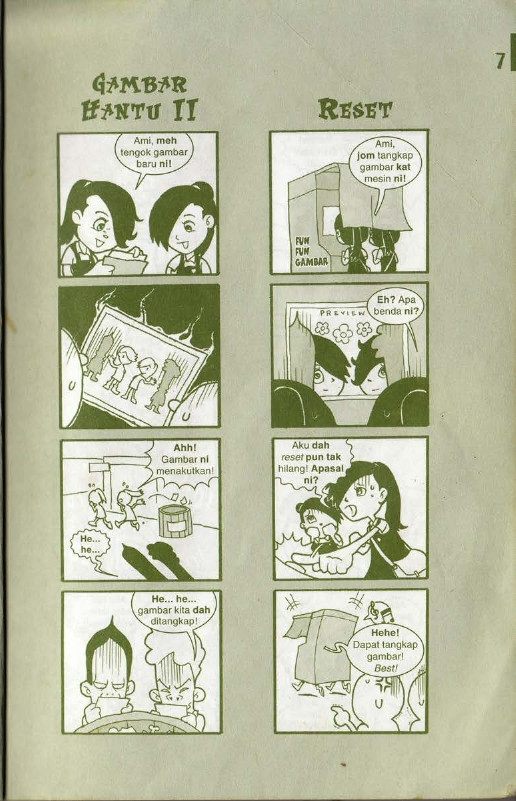 7
GAMBAR
HANTU II
Ami, meh
tengok gambar
baru ni!
Ahh!
Gambar ni
menakutkan!
He...
he...
He... he...
gambar kita dah
ditangkap!
RESET
Ami,
jom tangkap
gambar kat
mesin ni!
FUN
FUN
GAMBAR
PREVIEW
Eh? Apa
benda ni?
Aku dah
reset pun tak
hilang! Apasal
ni?
Hehe!
Dapat tangkap
gambar!
Best!